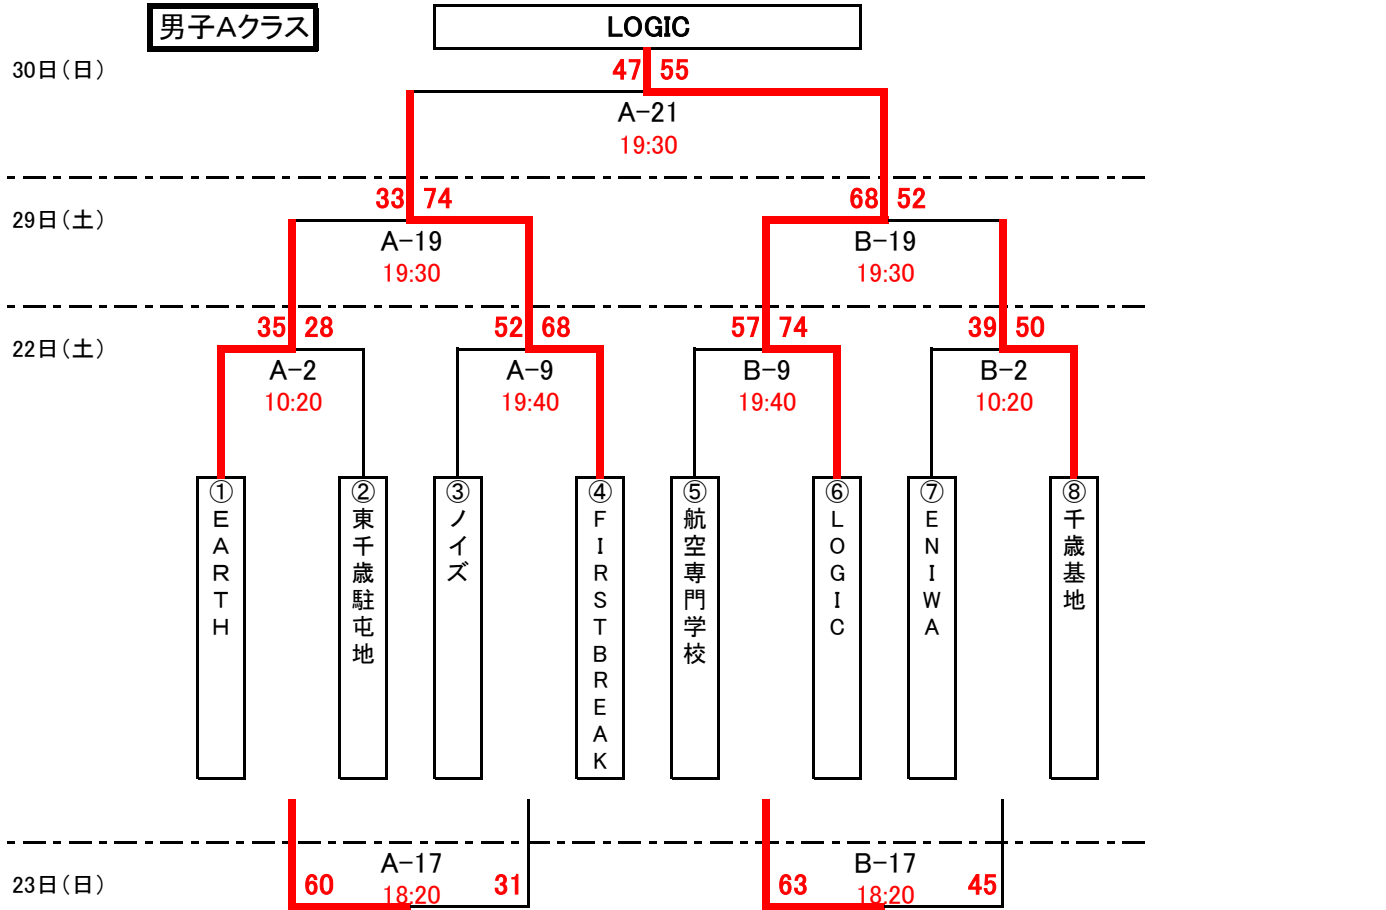 男子Aクラス
LOGIC
30日(日)
47 55
A-21
19:30
33 74
68 52
29日(土)
A-19
B-19
19:30
19:30
35 28
52 68
57 74
39 50
22日(土)
A-2
A-9
B-9
B-2
10:20
19:40
19:40
10:20
①EARTH
②東千歳駐屯地
③ノイズ
④FIRSTBREAK
⑤航空専門学校
⑥LOGIC
⑦ENIWA
⑧千歳基地
A-17
B-17
23日(日)
60
18:20
31
63
18:20
45